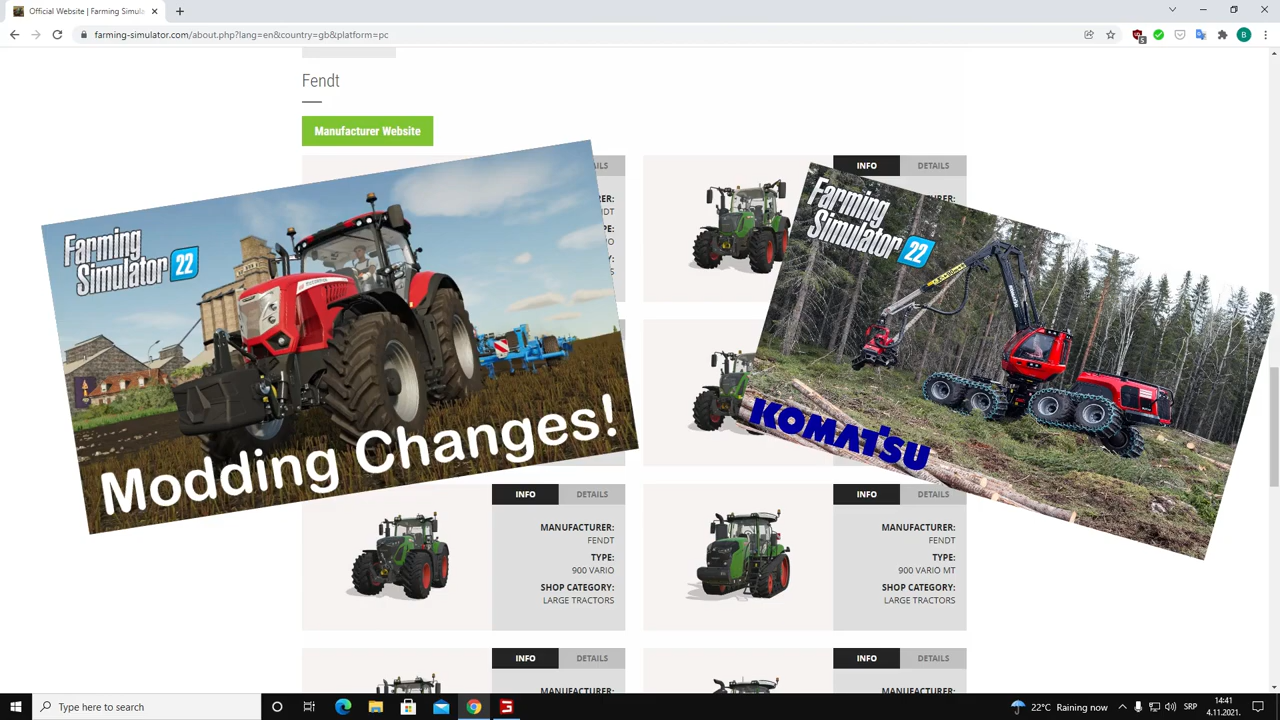 Official Website | Farming Simula
farming-simulator.com/about.php?lang=en&country=gb&platform=pc
5
B
Fendt
Manufacturer Website
INFO
DETAILS
Farming
Simulator 22
Modding Changes!
Farming
Simulator 22
KOMATSU
INFO
DETAILS
MANUFACTURER:
FENDT
TYPE:
900 VARIO
SHOP CATEGORY:
LARGE TRACTORS
INFO
DETAILS
MANUFACTURER:
FENDT
TYPE:
900 VARIO MT
SHOP CATEGORY:
LARGE TRACTORS
INFO
DETAILS
INFO
DETAILS
Type here to search
22°C Raining now
SRP
14:41
4.11.2021.